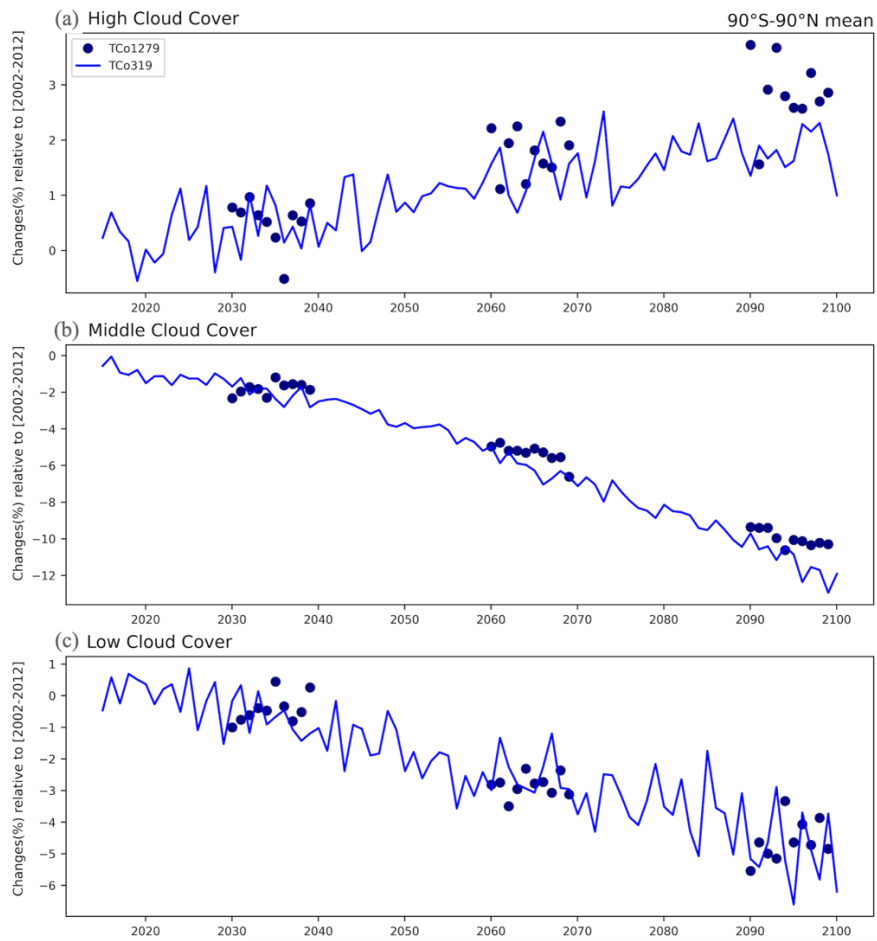 (a) High Cloud Cover
90°S-90°N mean
TCo1279
TCo319
Changes(%) relative to [2002-2012]
3
2
1
0
2020 2030 2040 2050 2060 2070 2080 2090 2100
(b) Middle Cloud Cover
Changes(%) relative to [2002-2012]
0
−2
−4
−6
−8
−10
−12
2020 2030 2040 2050 2060 2070 2080 2090 2100
(c) Low Cloud Cover
Changes(%) relative to [2002-2012]
1
0
−1
−2
−3
−4
−5
−6
2020 2030 2040 2050 2060 2070 2080 2090 2100